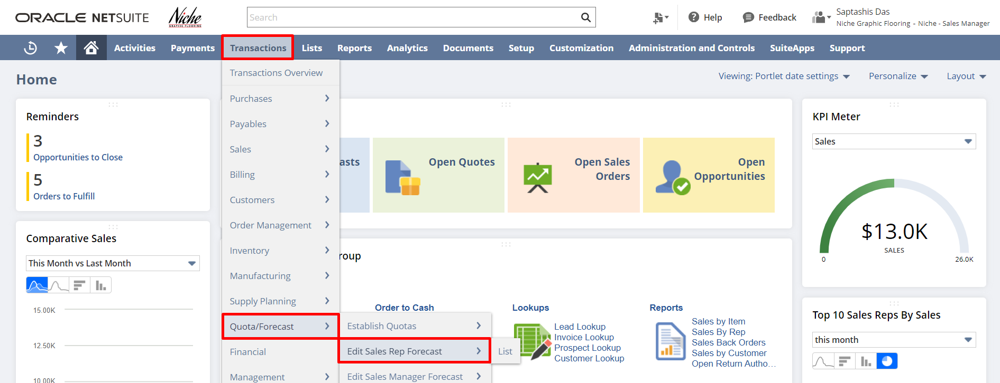 ORACLE NETSUITE
Niche
GRAPHIC FLOORING
Search
Help
Feedback
Saptashis Das
Niche Graphic Flooring - Niche - Sales Manager
Activities
Payments
Transactions
Lists
Reports
Analytics
Documents
Setup
Customization
Administration and Controls
SuiteApps
Support
Home
Viewing: Portlet date settings
Personalize
Layout
Transactions Overview
Purchases
Payables
Sales
Billing
Customers
Order Management
Inventory
Manufacturing
Supply Planning
Quota/Forecast
Financial
Management
Establish Quotas
Edit Sales Rep Forecast
Edit Sales Manager Forecast
List
Reminders
3
Opportunities to Close
5
Orders to Fulfill
Comparative Sales
This Month vs Last Month
15.00K
12.50K
10.00K
asts
Open Quotes
Open Sales
Orders
Open
Opportunities
roup
Order to Cash
Lookups
Lead Lookup
Invoice Lookup
Prospect Lookup
Customer Lookup
Reports
Sales by Item
Sales By Rep
Sales Back Orders
Sales by Customer
Open Return Autho...
KPI Meter
Sales
$13.0K
SALES
0
26.0K
Top 10 Sales Reps By Sales
this month